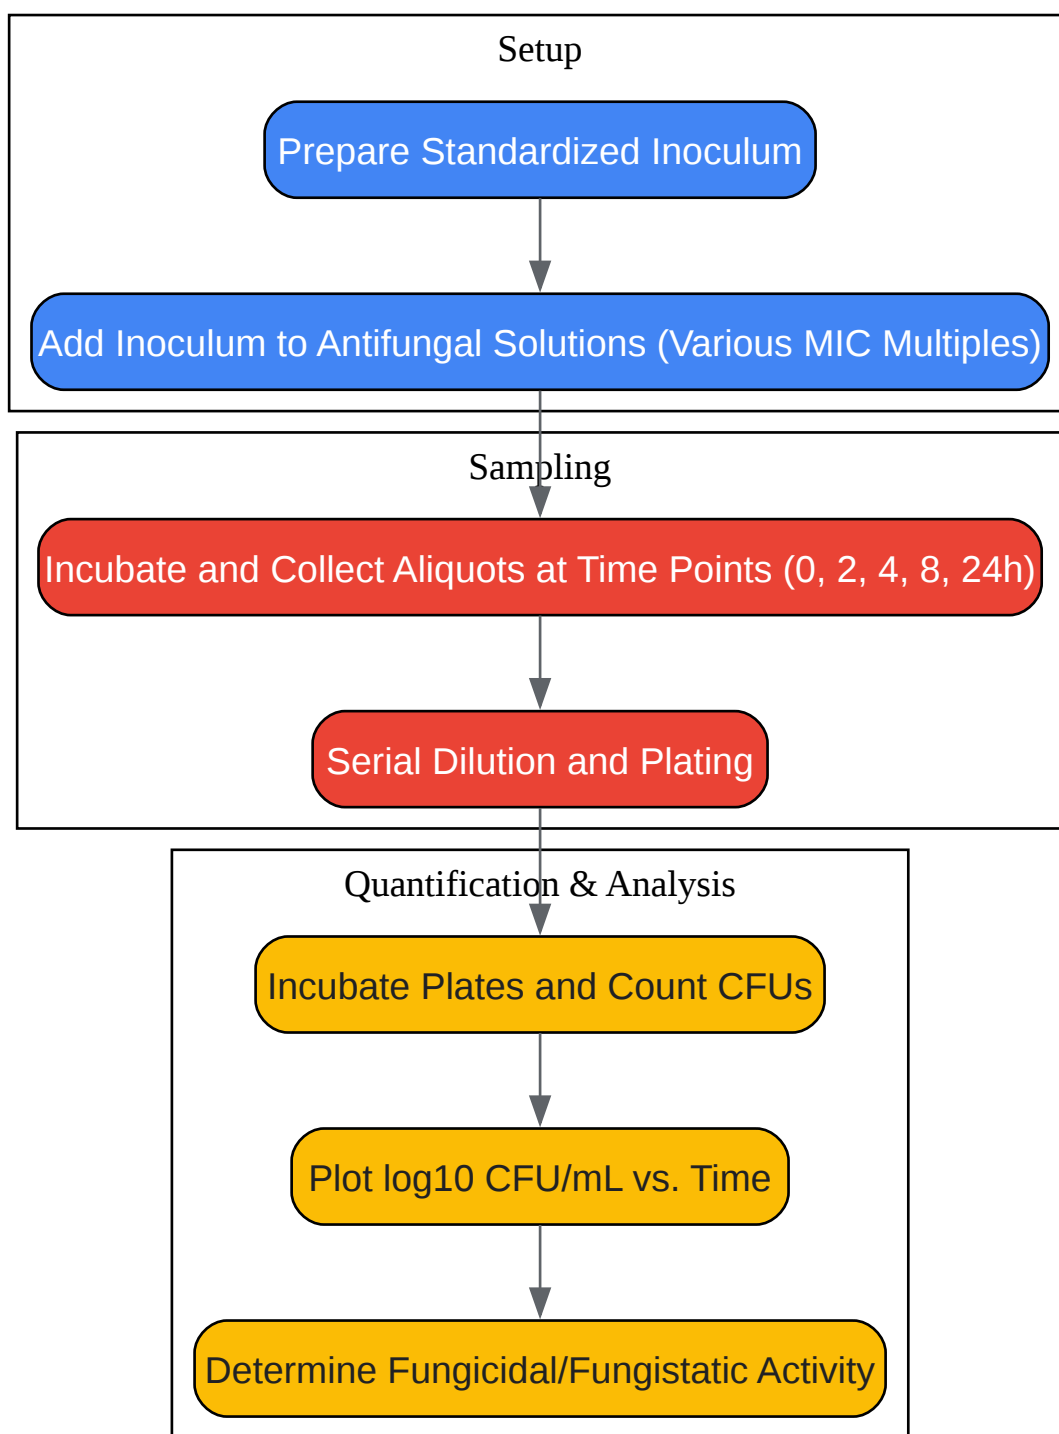 Setup
Prepare Standardized Inoculum
Add Inoculum to Antifungal Solutions (Various MIC Multiples)
Sampling
Incubate and Collect Aliquots at Time Points (0, 2, 4, 8, 24h)
Serial Dilution and Plating
Quantification & Analysis
Incubate Plates and Count CFUs
Plot log10 CFU/mL vs. Time
Determine Fungicidal/Fungistatic Activity